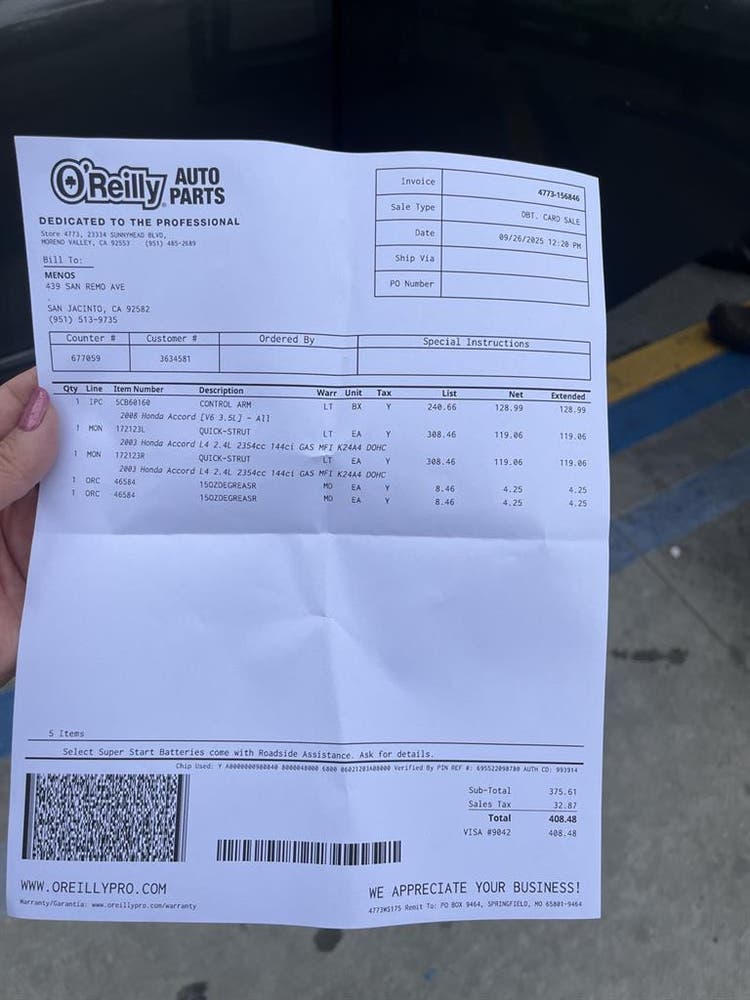 O'Reilly AUTO PARTS
DEDICATED TO THE PROFESSIONAL
Store 4773, 23334 SUNNYMEAD BLVD,
MORENO VALLEY, CA 92553 (951) 485-2689
Bill To:
MENOS
439 SAN REMO AVE
.
SAN JACINTO, CA 92582
(951) 513-9735
Invoice 4773-156846
Sale Type DBT. CARD SALE
Date 09/26/2025 12:20 PM
Ship Via
PO Number
Counter # Customer # Ordered By Special Instructions
677059 3634581
Qty Line Item Number Description Warr Unit Tax List Net Extended
1 IPC SCB60160 CONTROL ARM LT BX Y 240.66 128.99 128.99
2008 Honda Accord [V6 3.5L] - All
1 MON 172123L QUICK-STRUT LT EA Y 308.46 119.06 119.06
2003 Honda Accord L4 2.4L 2354cc 144ci GAS MFI K24A4 DOHC
1 MON 172123R QUICK-STRUT LT EA Y 308.46 119.06 119.06
2003 Honda Accord L4 2.4L 2354cc 144ci GAS MFI K24A4 DOHC
1 ORC 46584 15OZDEGREASR MO EA Y 8.46 4.25 4.25
1 ORC 46584 15OZDEGREASR MO EA Y 8.46 4.25 4.25
5 Items
Select Super Start Batteries come with Roadside Assistance. Ask for details.
Chip Used: Y Verified By PIN REF #: 695522098780 AUTH CD: 993914
Sub-Total 375.61
Sales Tax 32.87
Total 408.48
VISA #9042 408.48
WWW.OREILLYPRO.COM
Warranty/Garantia: www.oreillypro.com/warranty
WE APPRECIATE YOUR BUSINESS!
4773WS175 Remit To: PO BOX 9464, SPRINGFIELD, MO 65801-9464